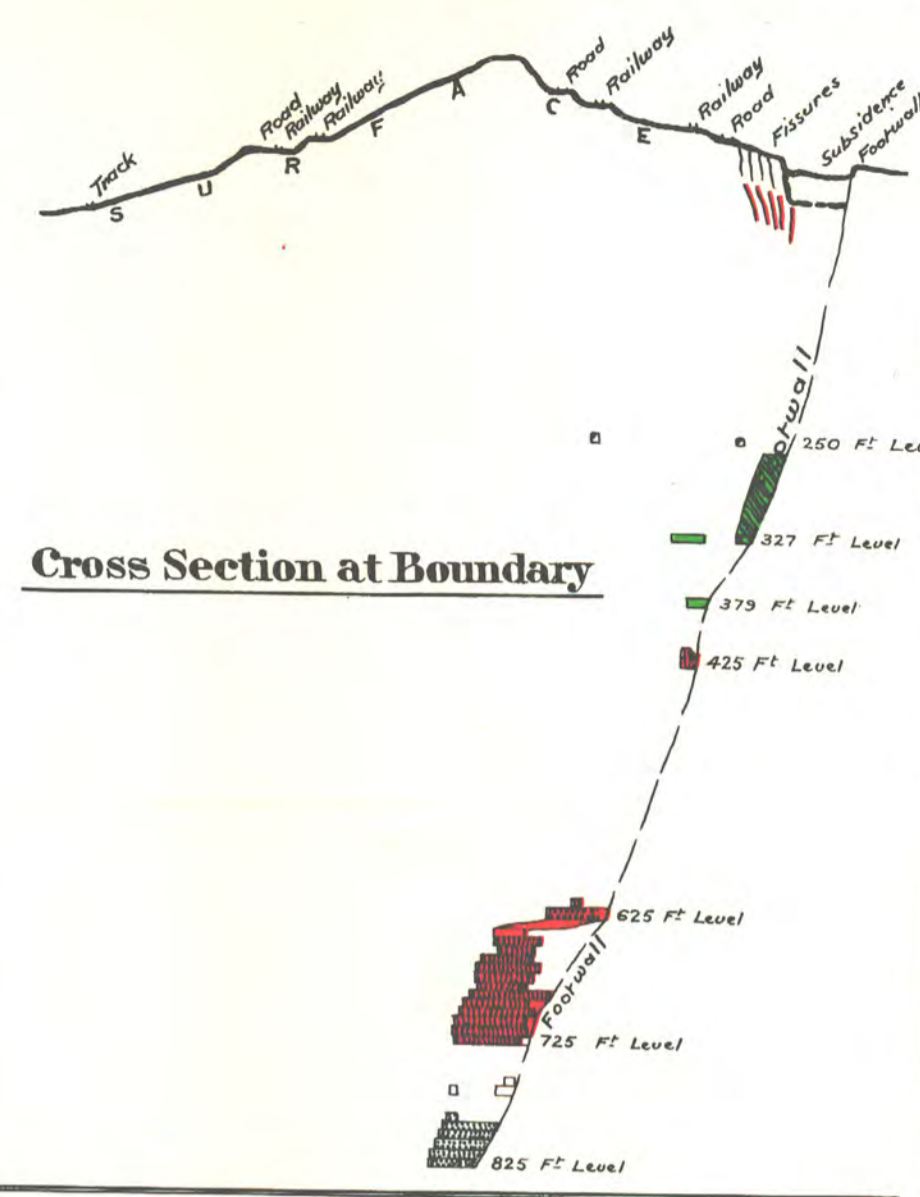 Track
Road
Railway
Railway
Road
Railway
Railway
Road
Fissures
Subsidence
Footwall
S U R F A C E
250 Ft
327 Ft Level
Cross Section at Boundary
379 Ft Level
425 Ft Level
625 Ft Level
Footwall
725 Ft Level
825 Ft Level